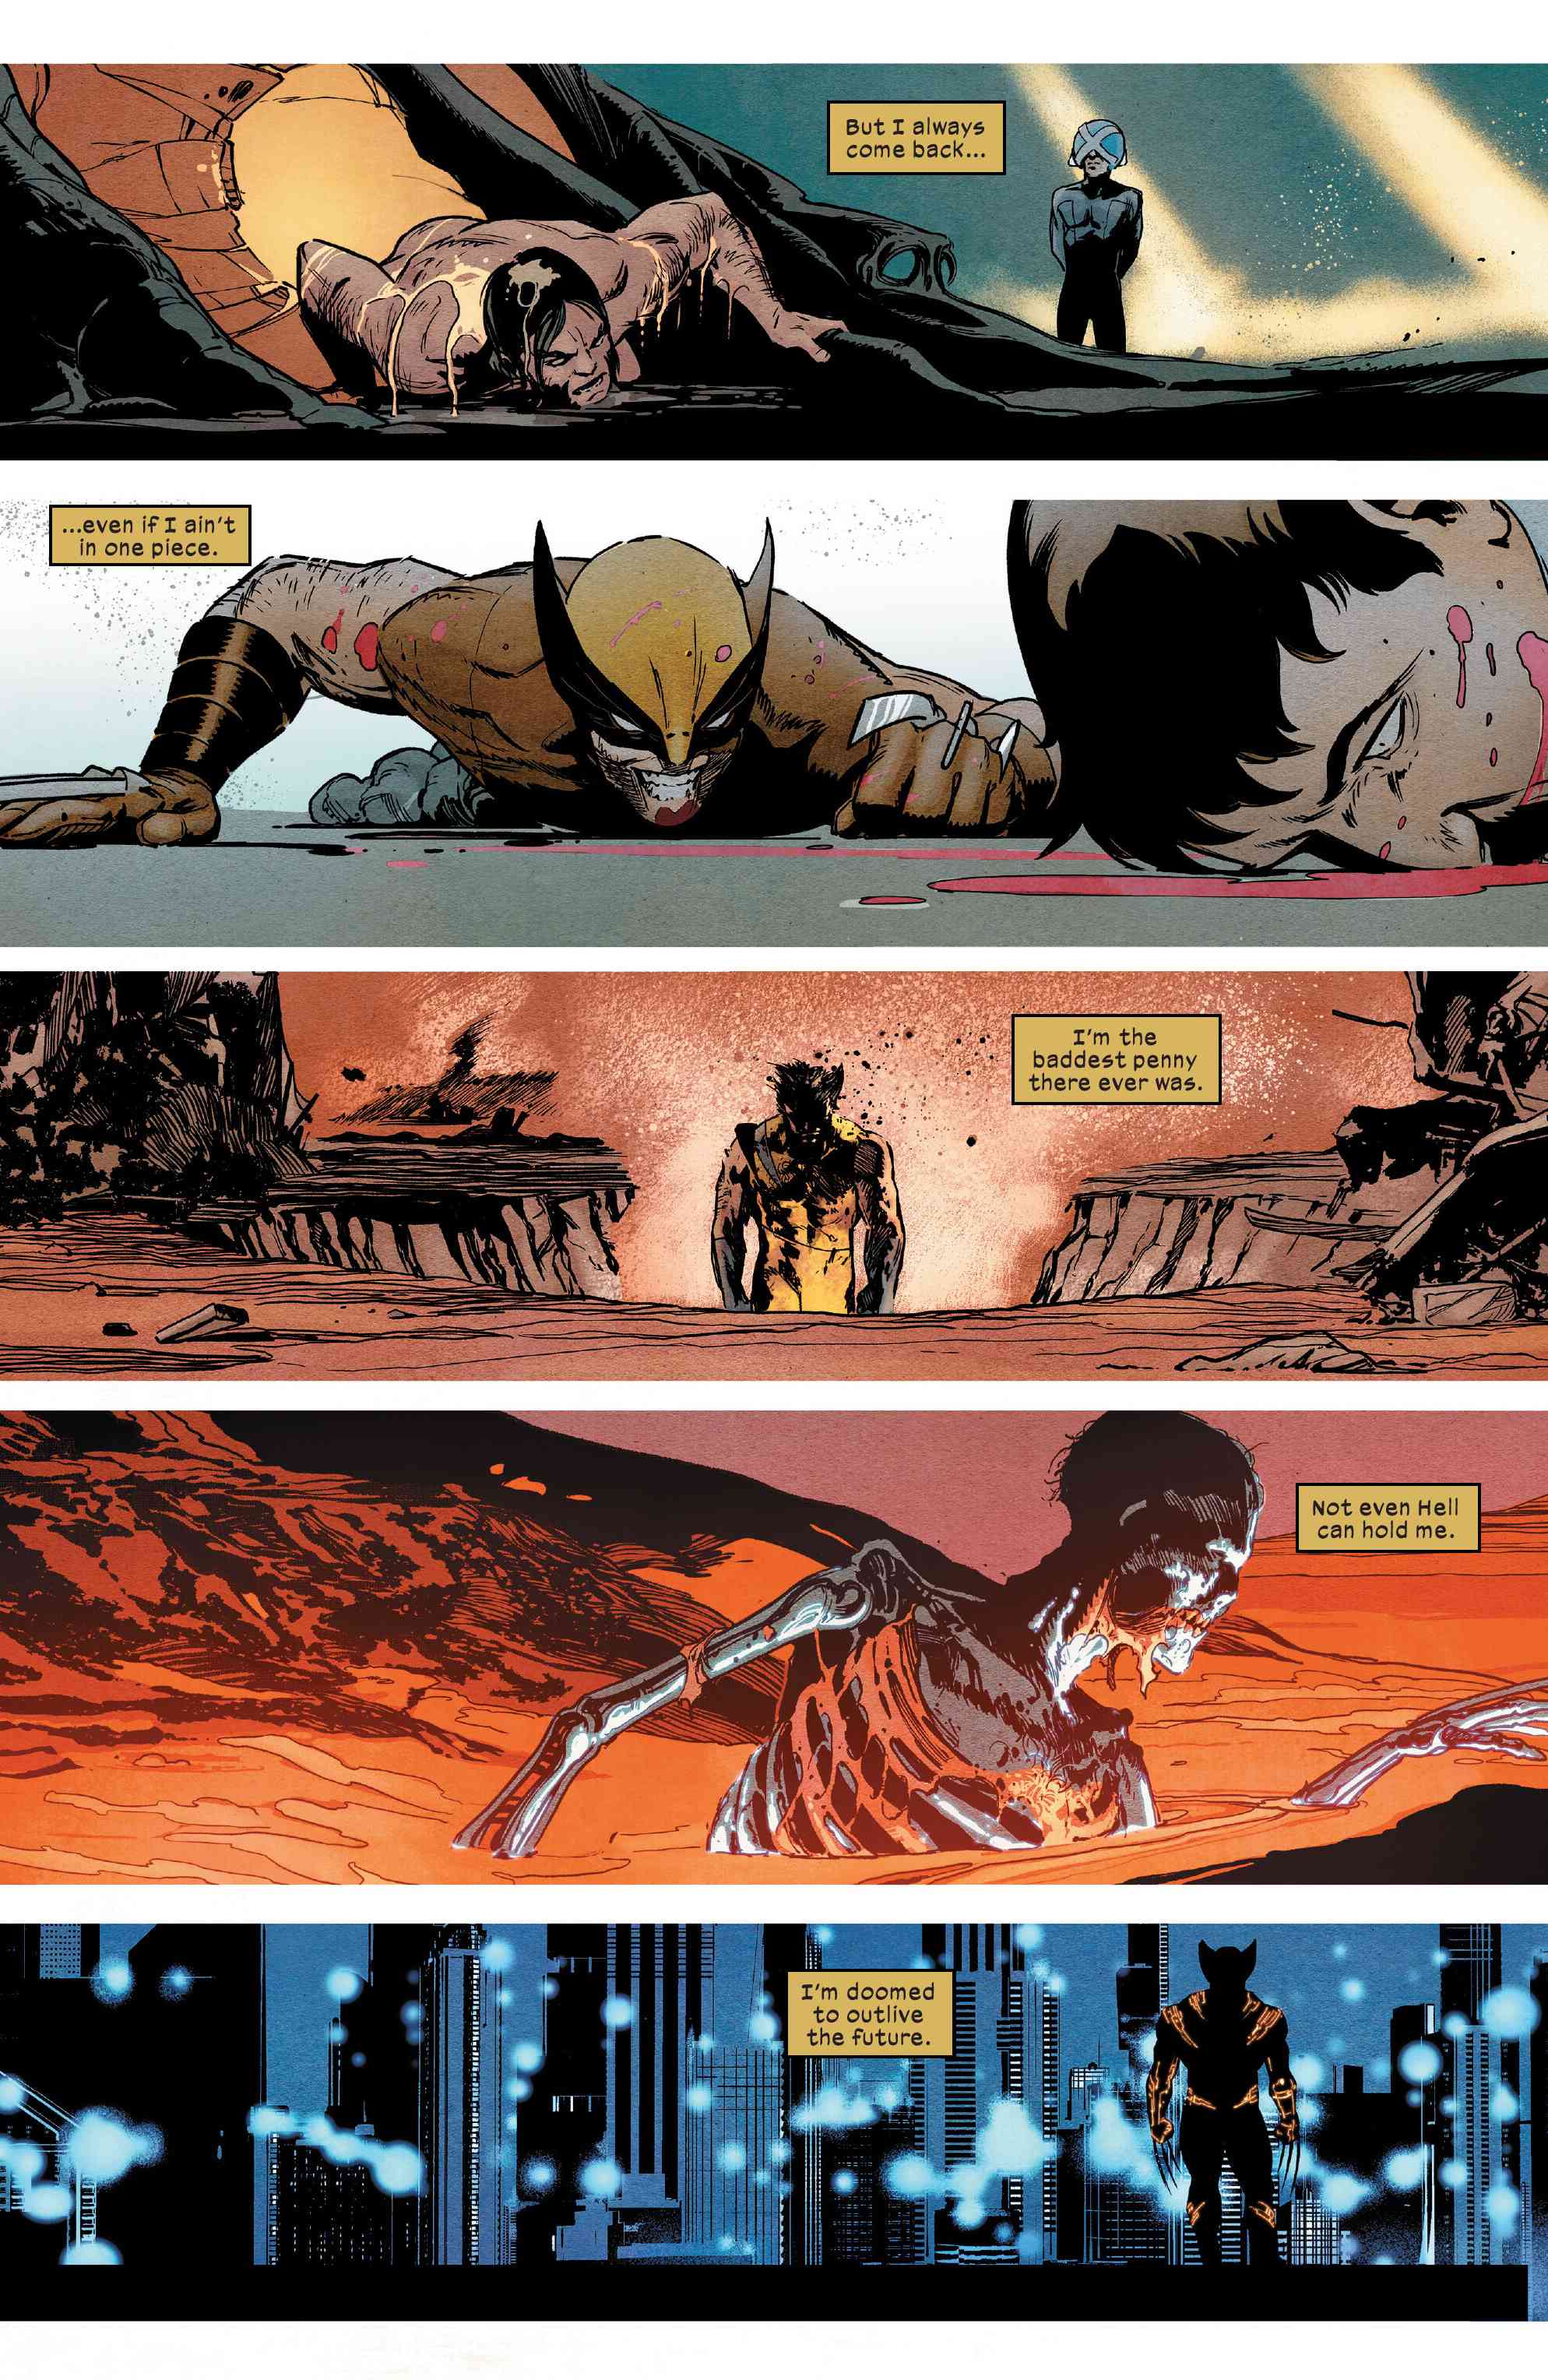 But I always
come back...
...even if I ain't
in one piece.
I'm the
baddest penny
there ever was.
Not even Hell
can hold me.
I'm doomed
to outlive
the future.